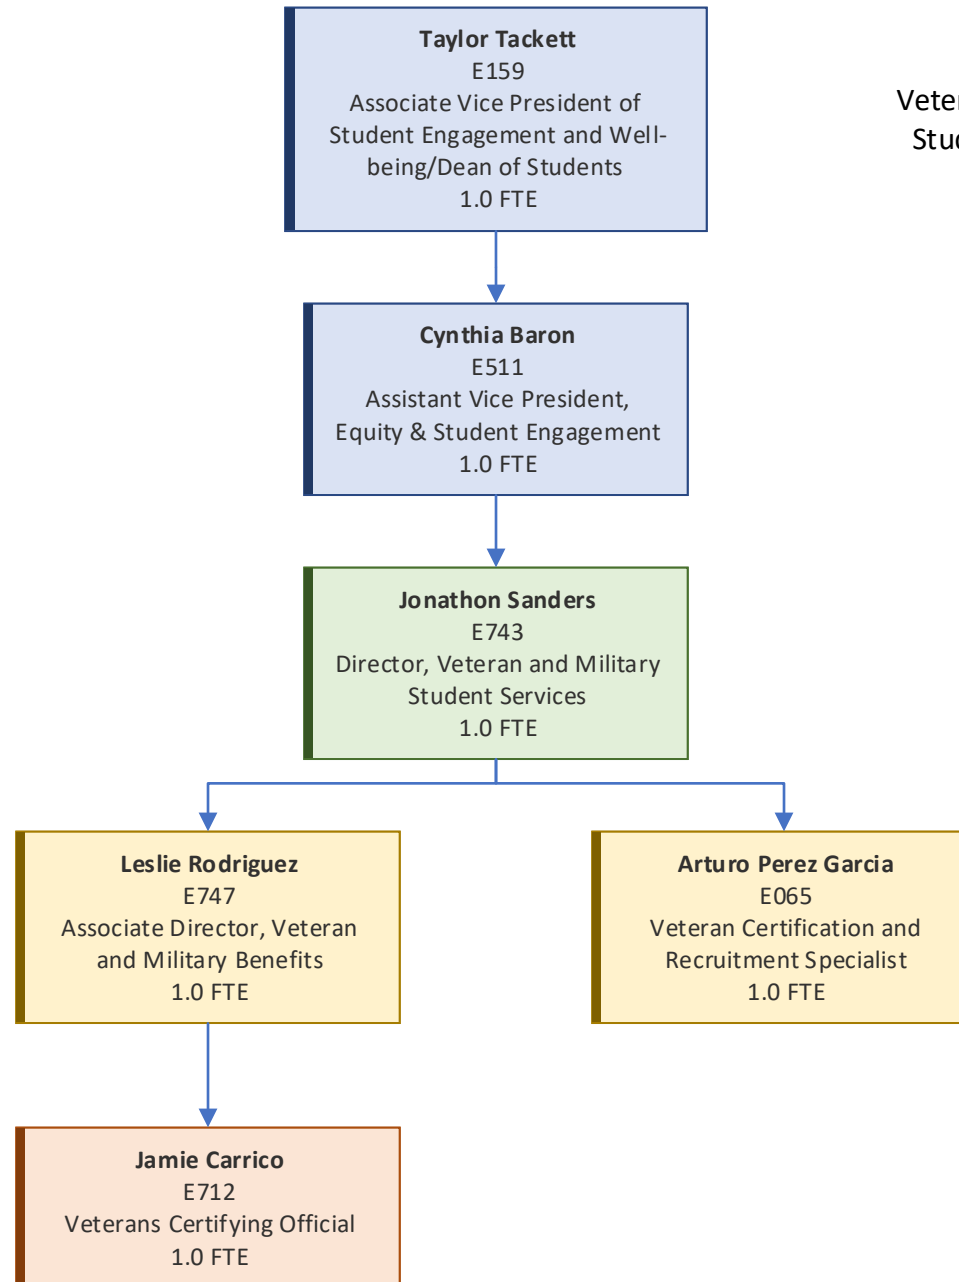 Taylor Tackett
E159
Associate Vice President of
Student Engagement and Well-
being/Dean of Students
1.0 FTE
Cynthia Baron
E511
Assistant Vice President,
Equity & Student Engagement
1.0 FTE
Jonathon Sanders
E743
Director, Veteran and Military
Student Services
1.0 FTE
Leslie Rodriguez
E747
Associate Director, Veteran
and Military Benefits
1.0 FTE
Arturo Perez Garcia
E065
Veteran Certification and
Recruitment Specialist
1.0 FTE
Jamie Carrico
E712
Veterans Certifying Official
1.0 FTE